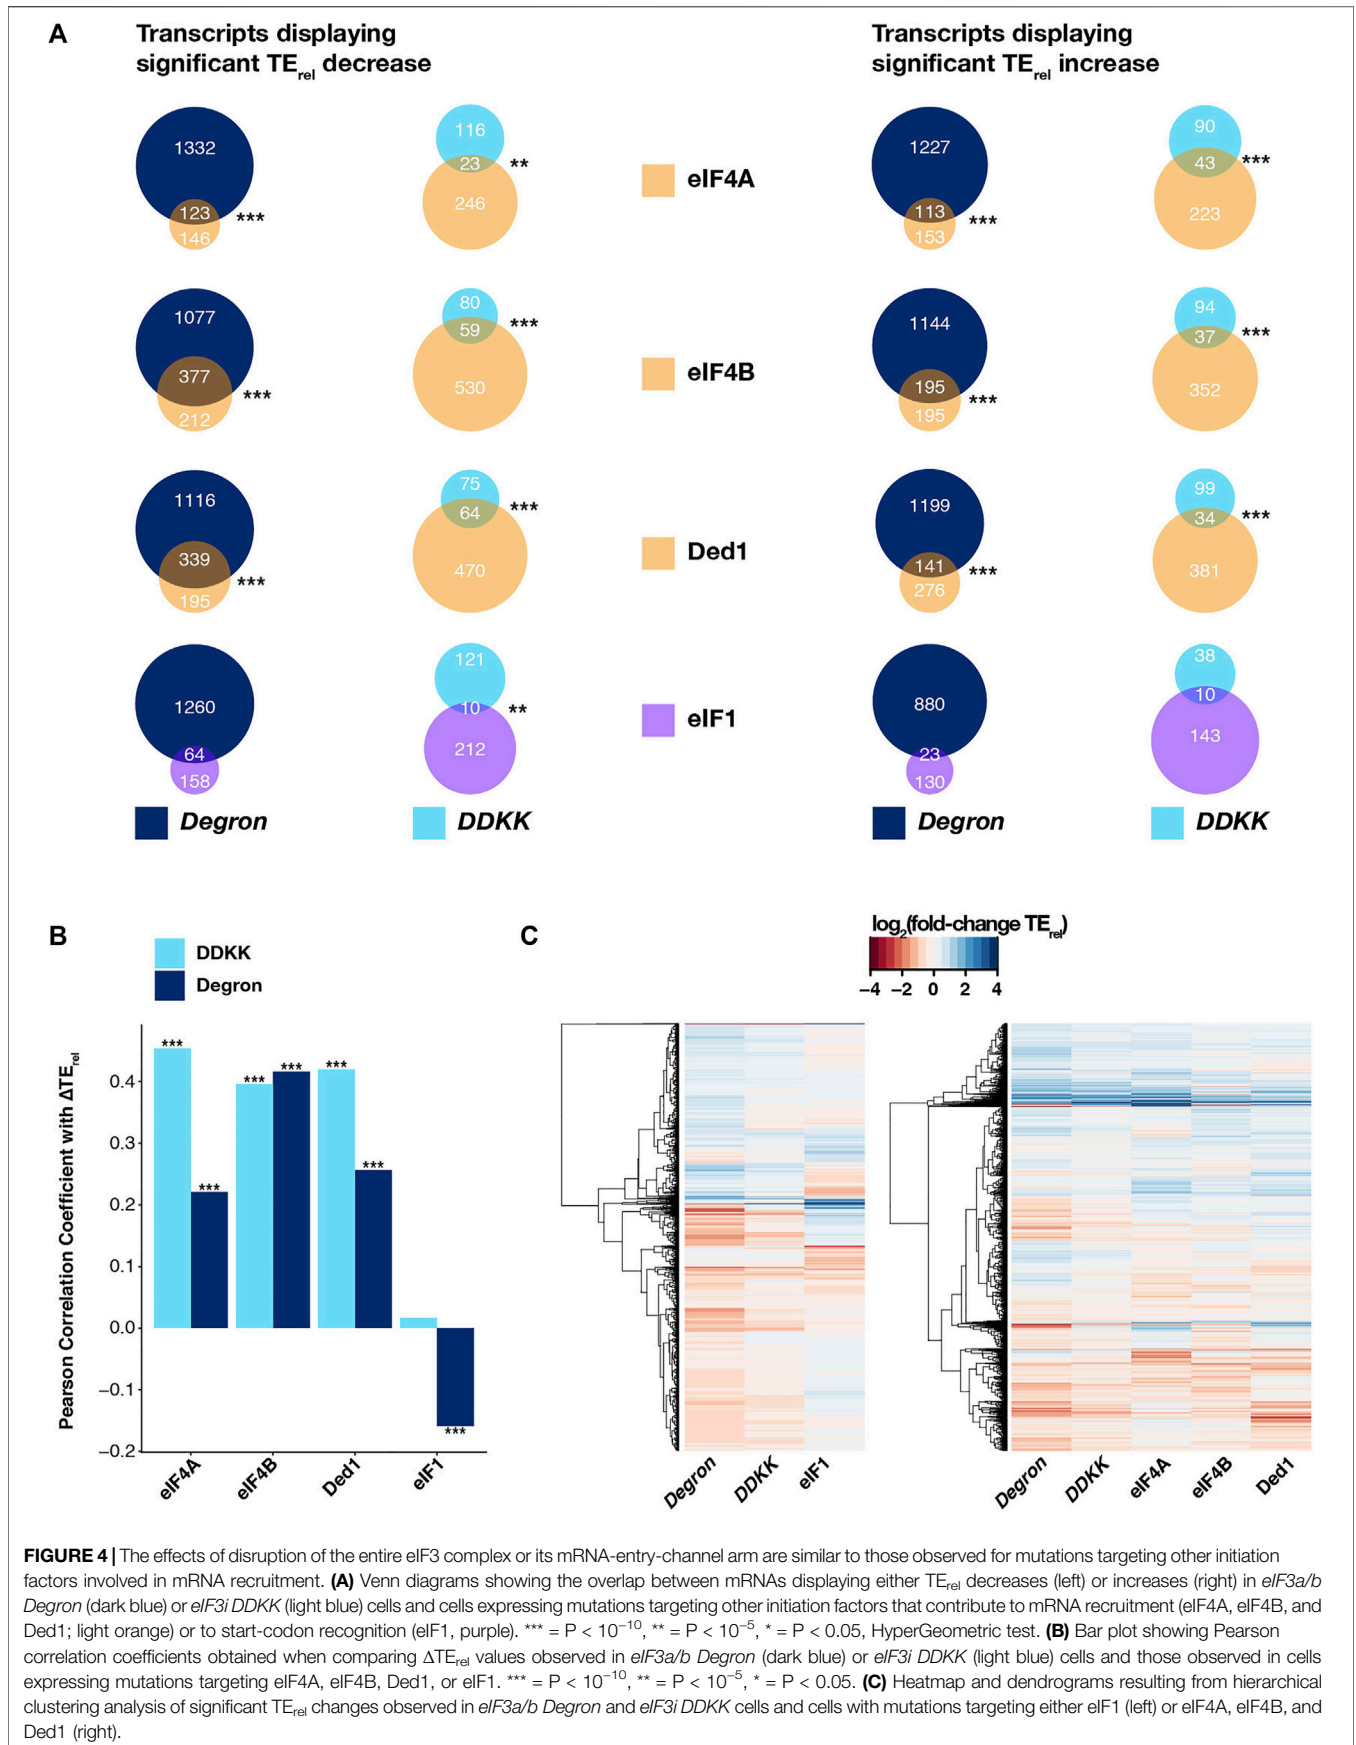 A
Transcripts displaying
significant TErel decrease
Transcripts displaying
significant TErel increase
1332
123
146
***
116
23
246
**
eIF4A
1227
113
153
***
90
43
223
***
1077
377
212
***
80
59
530
***
eIF4B
1144
195
195
***
94
37
352
***
1116
339
195
***
75
64
470
***
Ded1
1199
141
276
***
99
34
381
***
1260
64
158
121
10
212
**
eIF1
880
23
130
38
10
143
Degron
DDKK
Degron
DDKK
B
DDKK
Degron
Pearson Correlation Coefficient with ΔTErel
0.4
0.3
0.2
0.1
0.0
−0.1
−0.2
***
***
***
***
***
***
***
eIF4A
eIF4B
Ded1
eIF1
C
log2(fold-change TErel)
−4 −2 0 2 4
Degron
DDKK
eIF1
Degron
DDKK
eIF4A
eIF4B
Ded1
FIGURE 4 | The effects of disruption of the entire eIF3 complex or its mRNA-entry-channel arm are similar to those observed for mutations targeting other initiation
factors involved in mRNA recruitment. (A) Venn diagrams showing the overlap between mRNAs displaying either TErel decreases (left) or increases (right) in eIF3a/b
Degron (dark blue) or eIF3i DDKK (light blue) cells and cells expressing mutations targeting other initiation factors that contribute to mRNA recruitment (eIF4A, eIF4B, and
Ded1; light orange) or to start-codon recognition (eIF1, purple). *** = P < 10−10, ** = P < 10−5, * = P < 0.05, HyperGeometric test. (B) Bar plot showing Pearson
correlation coefficients obtained when comparing ΔTErel values observed in eIF3a/b Degron (dark blue) or eIF3i DDKK (light blue) cells and those observed in cells
expressing mutations targeting eIF4A, eIF4B, Ded1, or eIF1. *** = P < 10−10, ** = P < 10−5, * = P < 0.05. (C) Heatmap and dendrograms resulting from hierarchical
clustering analysis of significant TErel changes observed in eIF3a/b Degron and eIF3i DDKK cells and cells with mutations targeting either eIF1 (left) or eIF4A, eIF4B, and
Ded1 (right).